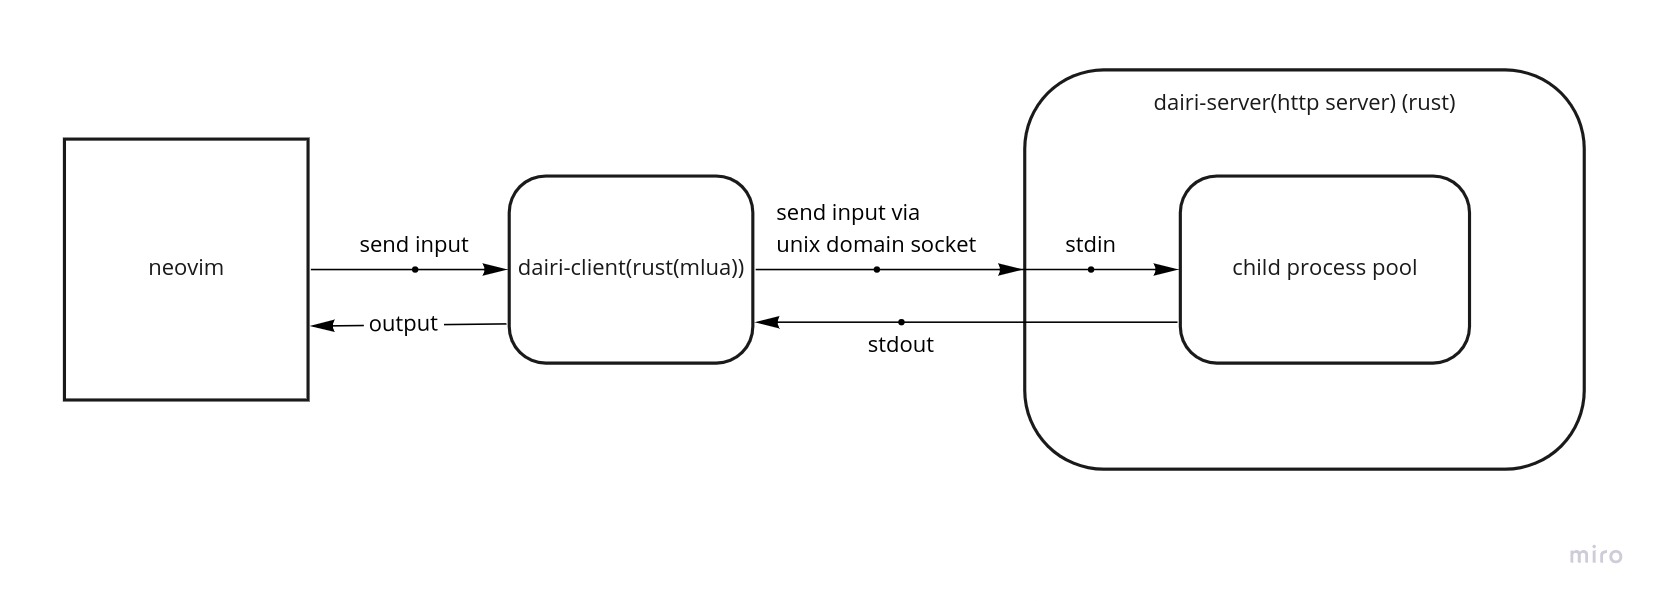 dairi-server(http server) (rust)
neovim
send input
output
dairi-client(rust(mlua))
send input via
unix domain socket
stdin
stdout
child process pool
miro